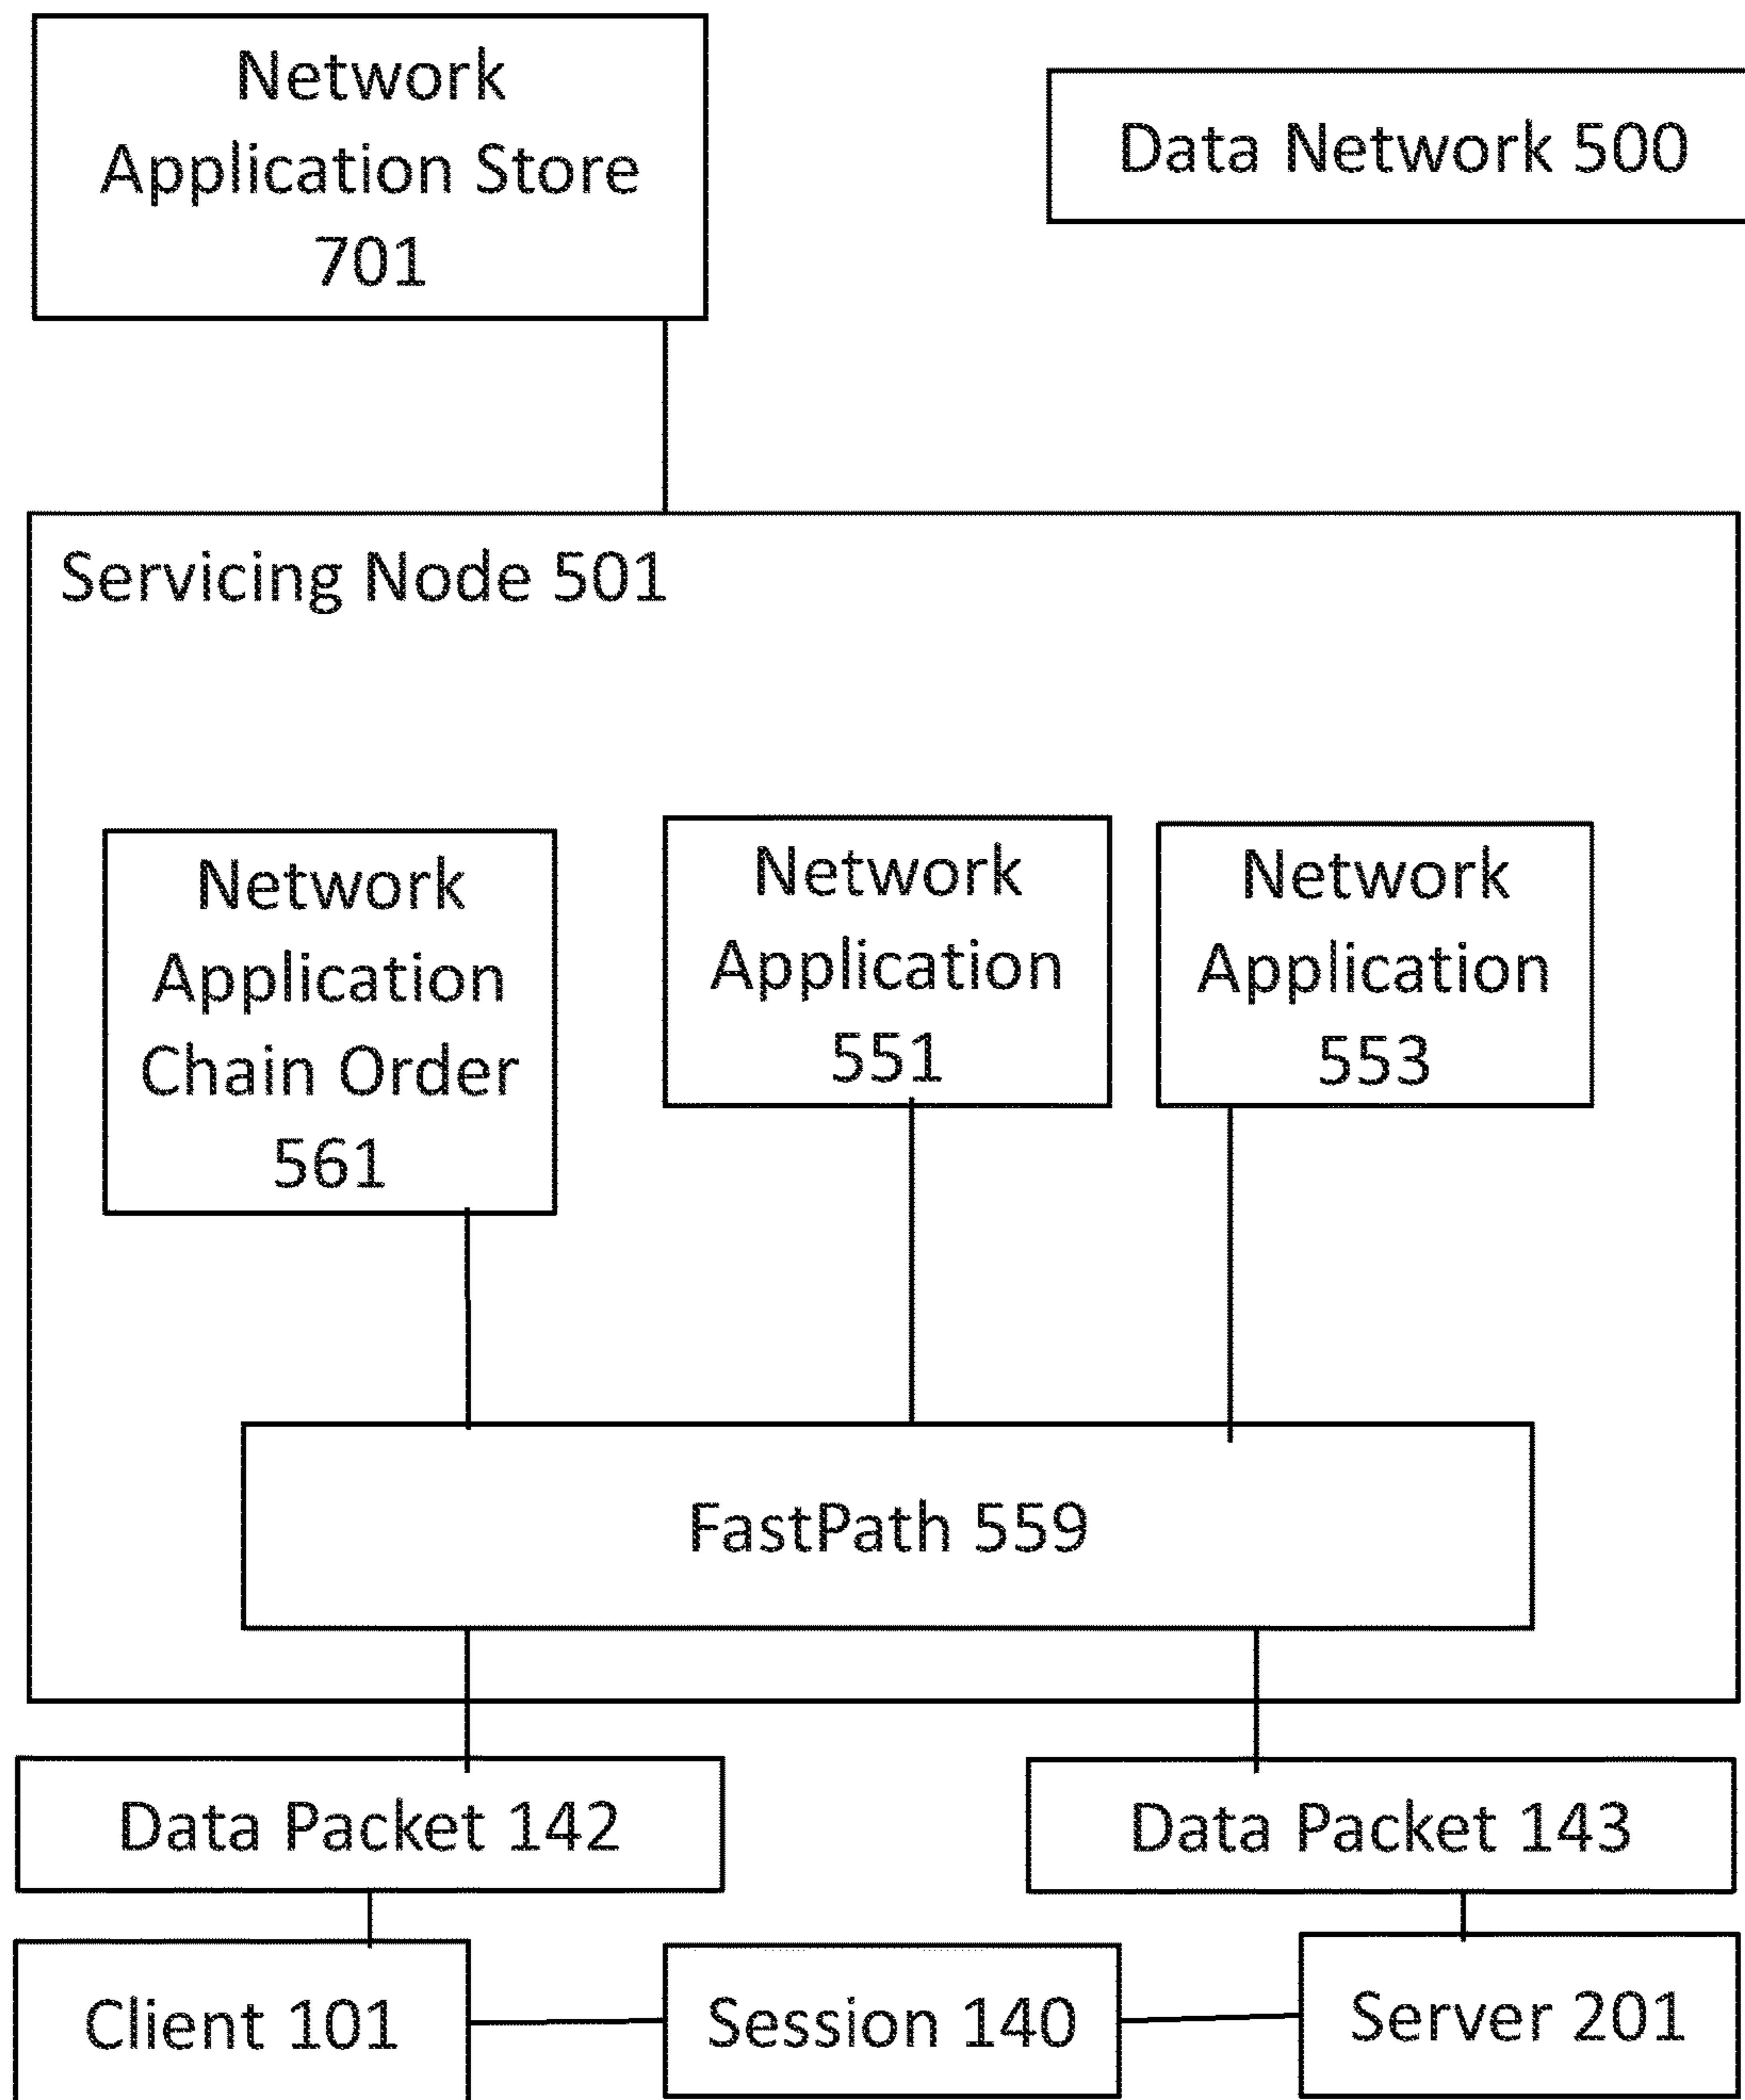 Network
Application Store
701
Data Network 500
Servicing Node 501
Network
Application
Chain Order
561
Network
Application
551
Network
Application
553
FastPath 559
Data Packet 142
Data Packet 143
Client 101
Session 140
Server 201